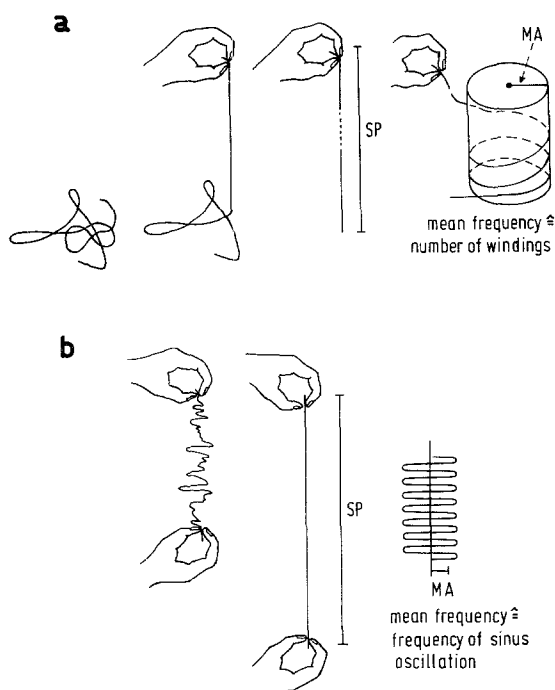 a
MA
SP
mean frequency ≙
number of windings
b
SP
MA
mean frequency ≙
frequency of sinus
oscillation